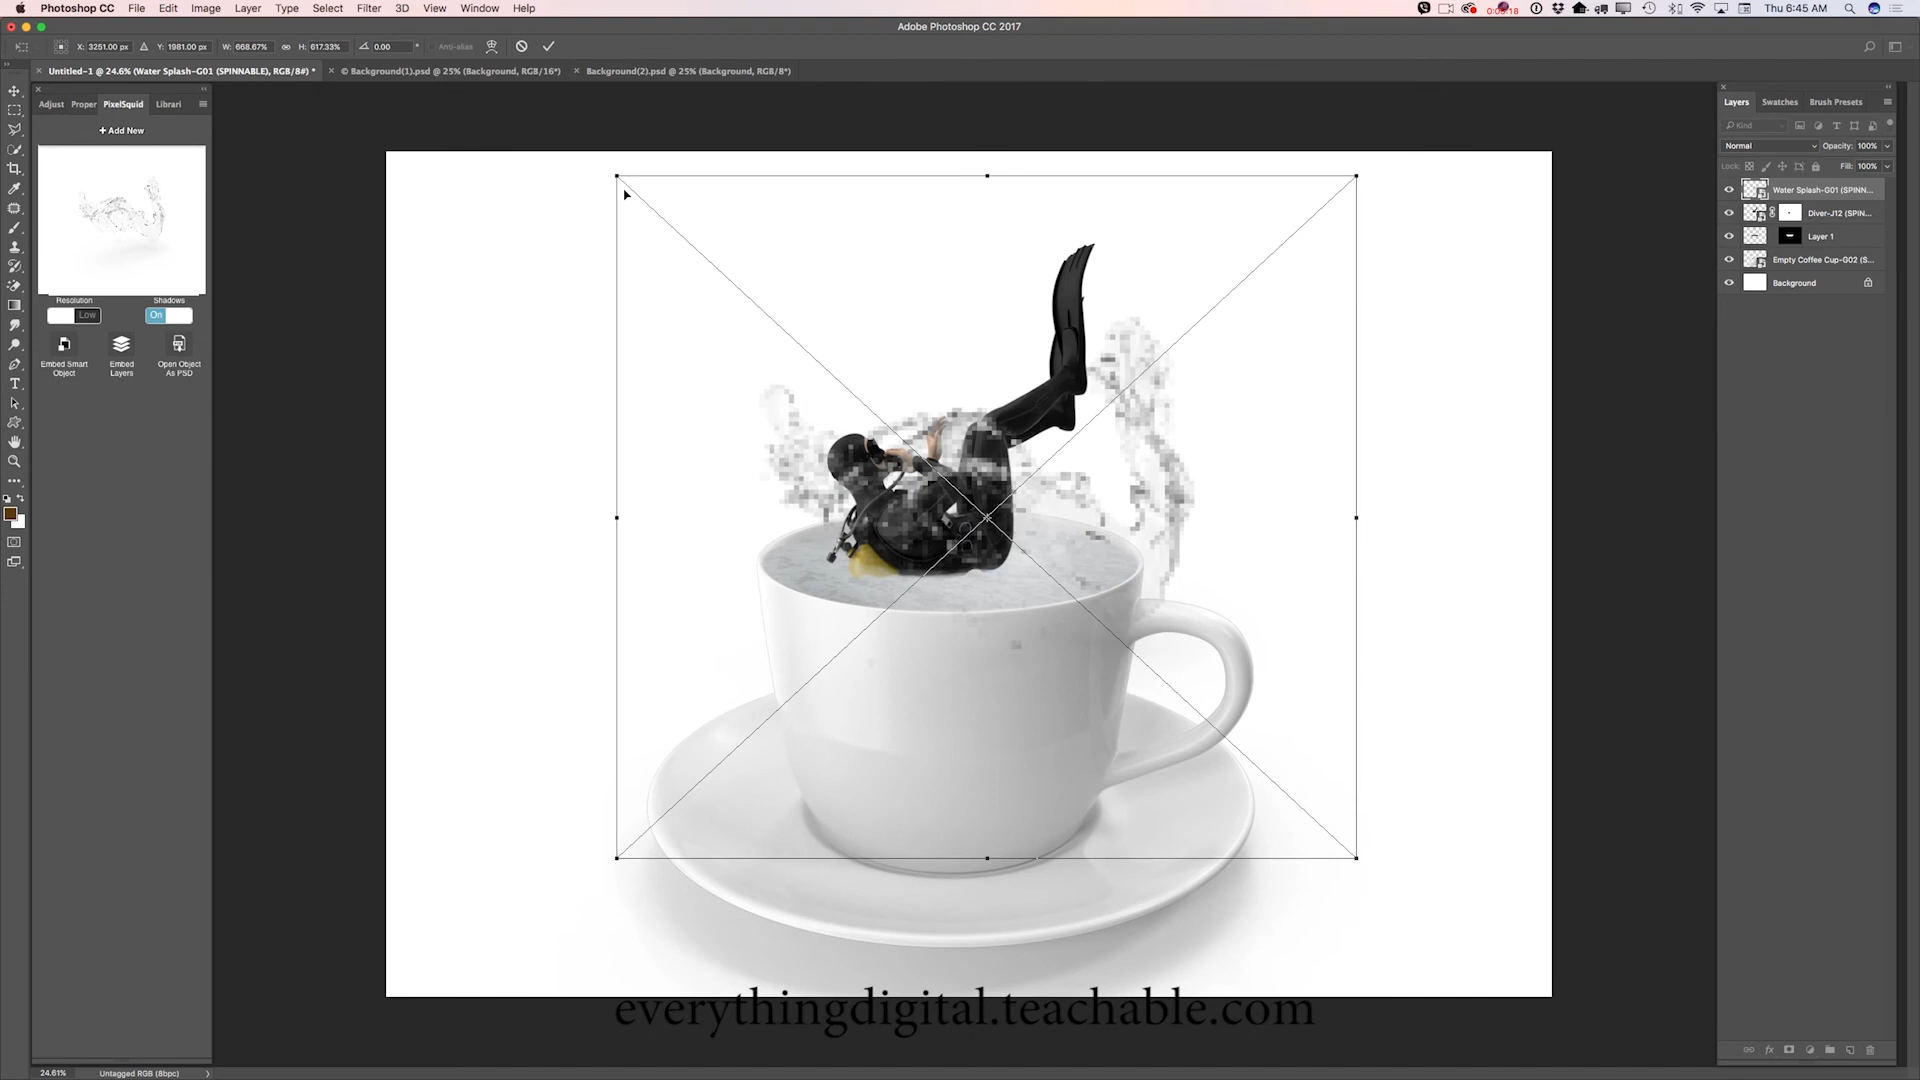 Photoshop CC File Edit Image Layer Type Select Filter 3D View Window Help
Thu 6:45 AM
Adobe Photoshop CC 2017
X: 3251.00 px Y: 1981.00 px W: 668.67% H: 617.33% 0.00 ° Anti-alias
Untitled-1 @ 24.6% (Water Splash-G01 (SPINNABLE), RGB/8#) *
© Background(1).psd @ 25% (Background, RGB/16*)
Background(2).psd @ 25% (Background, RGB/8*)
Adjust Proper PixelSquid Librari
+ Add New
Resolution Shadows
Low On
Embed Smart Object
Embed Layers
Open Object As PSD
Layers Swatches Brush Presets
Kind
Normal Opacity: 100%
Lock: Fill: 100%
Water Splash-G01 (SPINN...
Diver-J12 (SPIN...
Layer 1
Empty Coffee Cup-G02 (S...
Background
everythingdigital.teachable.com
24.61% Untagged RGB (8bpc)